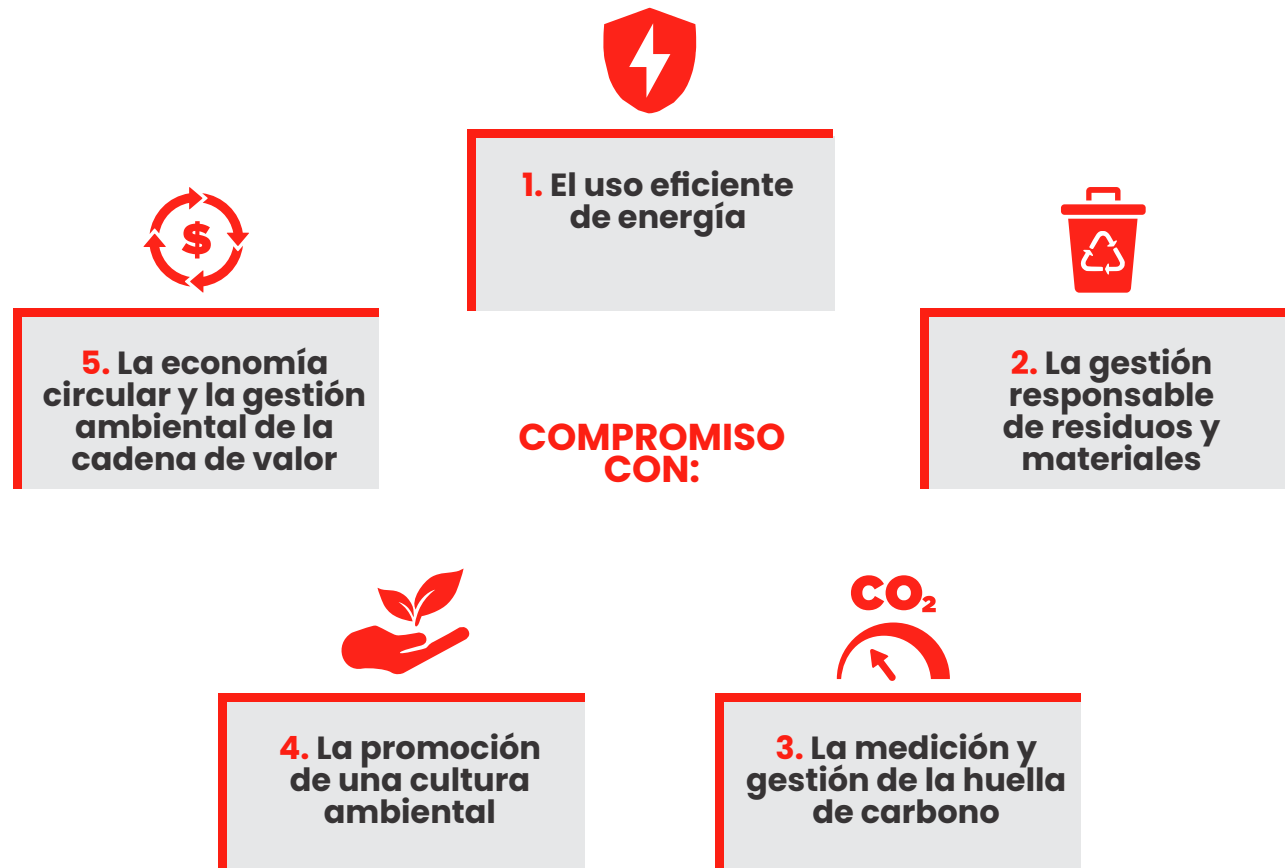 1. El uso eficiente
de energía
$
5. La economía
circular y la gestión
ambiental de la
cadena de valor
COMPROMISO
CON:
2. La gestión
responsable
de residuos y
materiales
4. La promoción
de una cultura
ambiental
CO₂
3. La medición y
gestión de la huella
de carbono